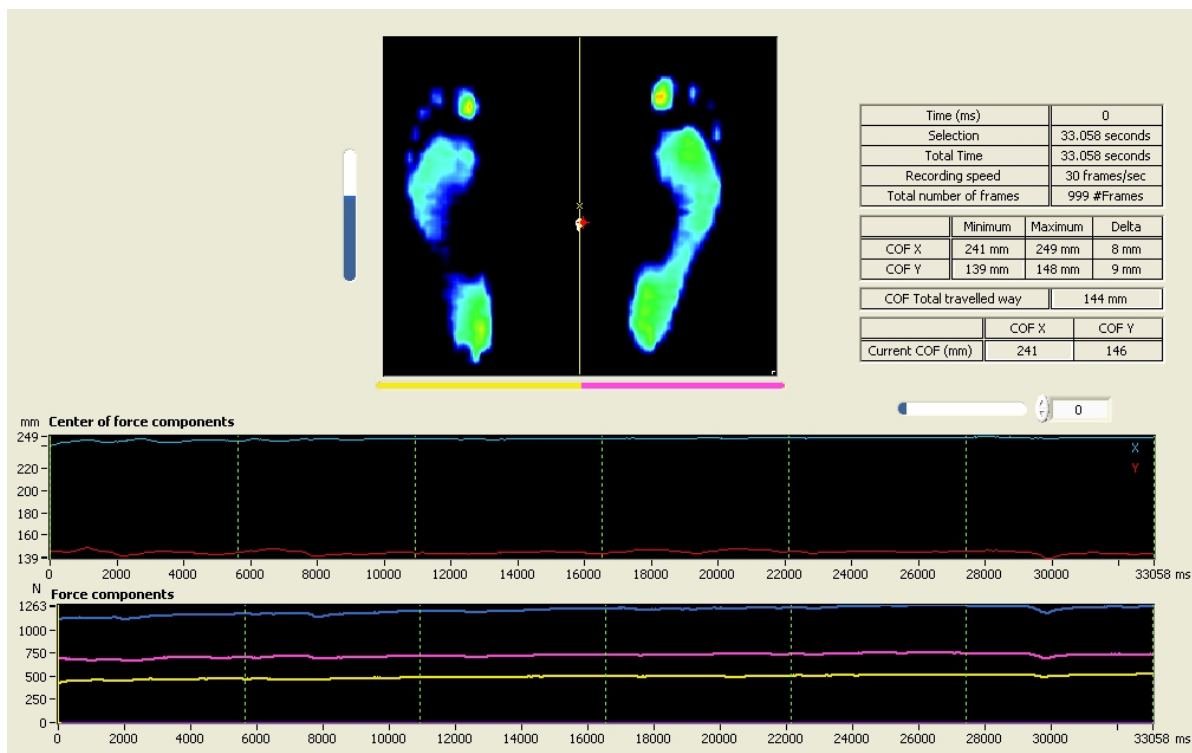 Time (ms) 0
Selection 33.058 seconds
Total Time 33.058 seconds
Recording speed 30 frames/sec
Total number of frames 999 #Frames
Minimum Maximum Delta
COF X 241 mm 249 mm 8 mm
COF Y 139 mm 148 mm 9 mm
COF Total travelled way 144 mm
COF X COF Y
Current COF (mm) 241 146
0
mm Center of force components
249
220
200
180
160
139
X
Y
0 2000 4000 6000 8000 10000 12000 14000 16000 18000 20000 22000 24000 26000 28000 30000 33058 ms
N Force components
1263
1000
750
500
250
0
0 2000 4000 6000 8000 10000 12000 14000 16000 18000 20000 22000 24000 26000 28000 30000 33058 ms